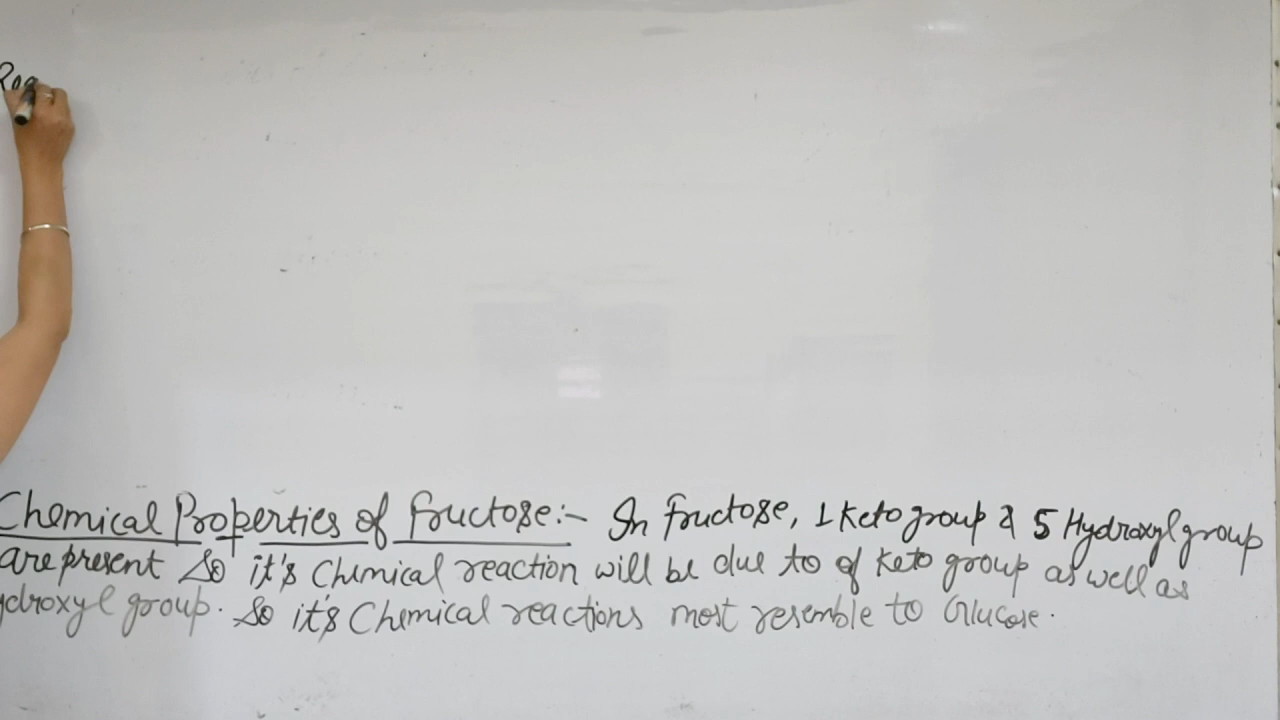 Chemical Properties of fructose:- In fructose, 1 Keto group & 5 Hydroxyl group
are present So it's Chemical reaction will be due to of Keto group as well as
ydroxyl group. So it's Chemical reactions most resemble to Glucose.